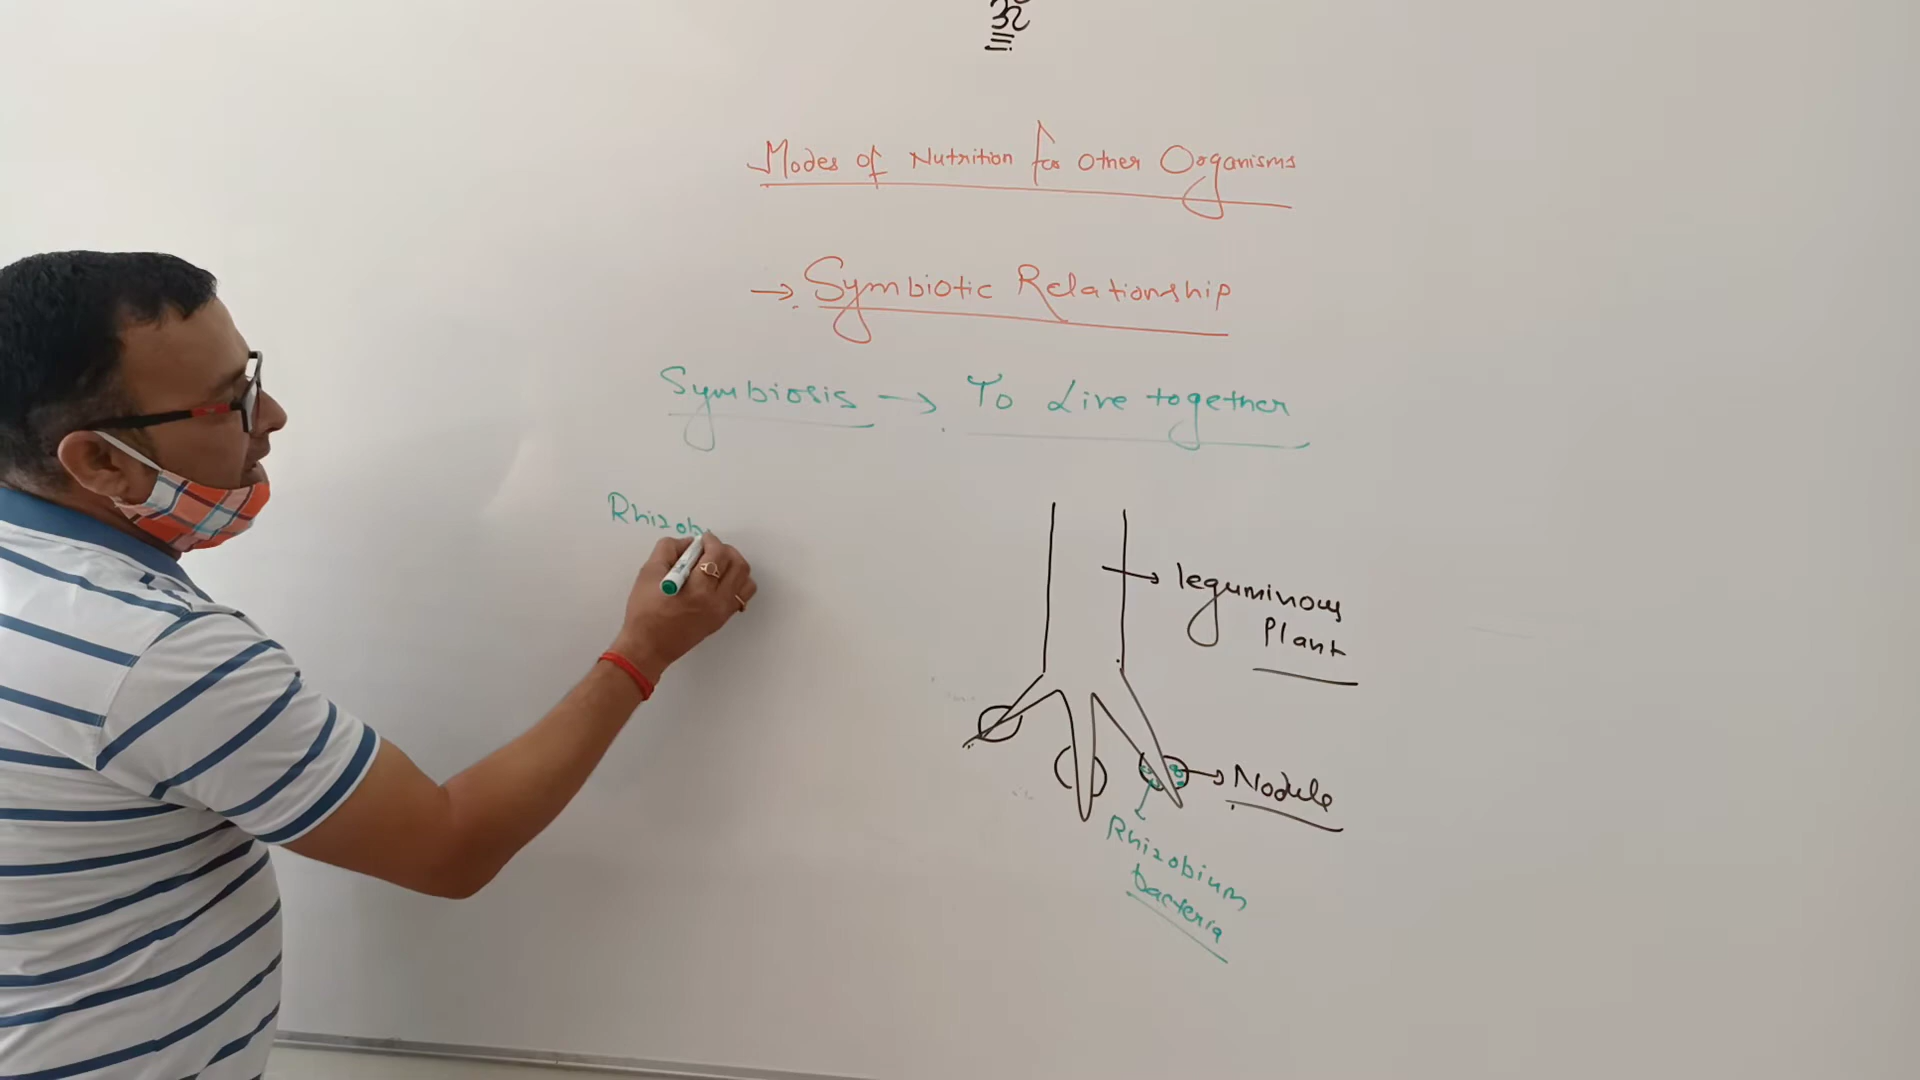 ॐ
Modes of Nutrition for Other Organisms
→ Symbiotic Relationship
Symbiosis → To Live together
Rhizob
leguminous
Plant
Nodule
Rhizobium
bacteria